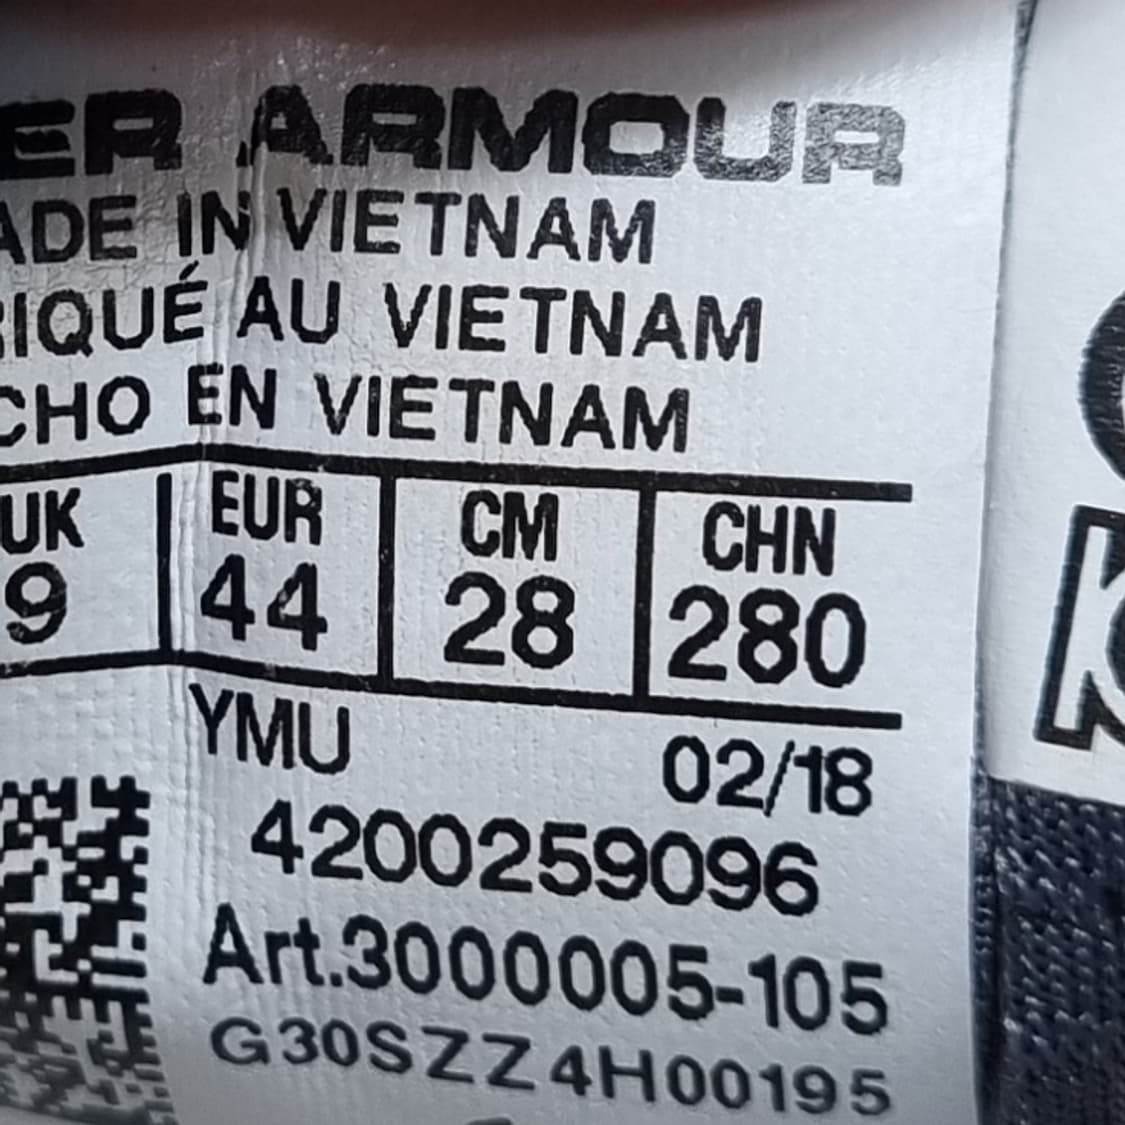 ER ARMOUR
ADE IN VIETNAM
RIQUÉ AU VIETNAM
CHO EN VIETNAM
UK EUR CM CHN
9 44 28 280
YMU 02/18
4200259096
Art.3000005-105
G30SZZ4H00195